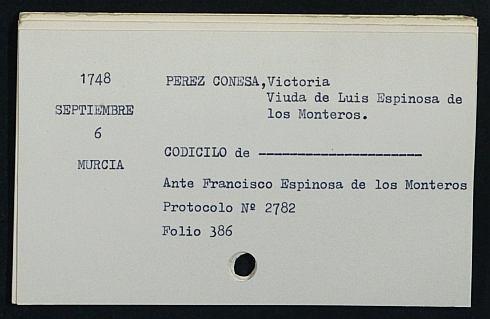 1748
SEPTIEMBRE
6
MURCIA
PEREZ CONESA,Victoria
Viuda de Luis Espinosa de
los Monteros.
CODICILO de ---------------------
Ante Francisco Espinosa de los Monteros
Protocolo Nº 2782
Folio 386